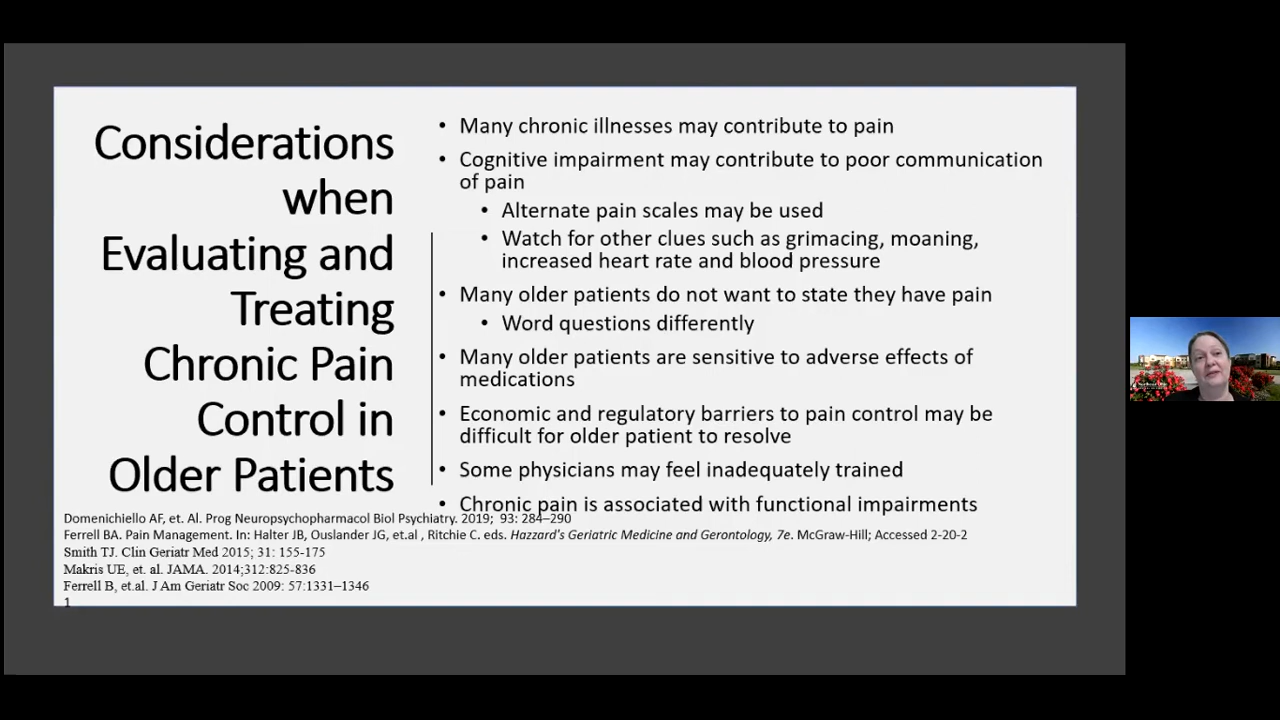 Considerations
when
Evaluating and
Treating
Chronic Pain
Control in
Older Patients
• Many chronic illnesses may contribute to pain
• Cognitive impairment may contribute to poor communication
of pain
• Alternate pain scales may be used
• Watch for other clues such as grimacing, moaning,
increased heart rate and blood pressure
• Many older patients do not want to state they have pain
• Word questions differently
• Many older patients are sensitive to adverse effects of
medications
• Economic and regulatory barriers to pain control may be
difficult for older patient to resolve
• Some physicians may feel inadequately trained
• Chronic pain is associated with functional impairments
Domenichiello AF, et. Al. Prog Neuropsychopharmacol Biol Psychiatry. 2019; 93: 284–290
Ferrell BA. Pain Management. In: Halter JB, Ouslander JG, et.al , Ritchie C. eds. Hazzard's Geriatric Medicine and Gerontology, 7e. McGraw-Hill; Accessed 2-20-2
Smith TJ. Clin Geriatr Med 2015; 31: 155-175
Makris UE, et. al. JAMA. 2014;312:825-836
Ferrell B, et.al. J Am Geriatr Soc 2009: 57:1331–1346
1